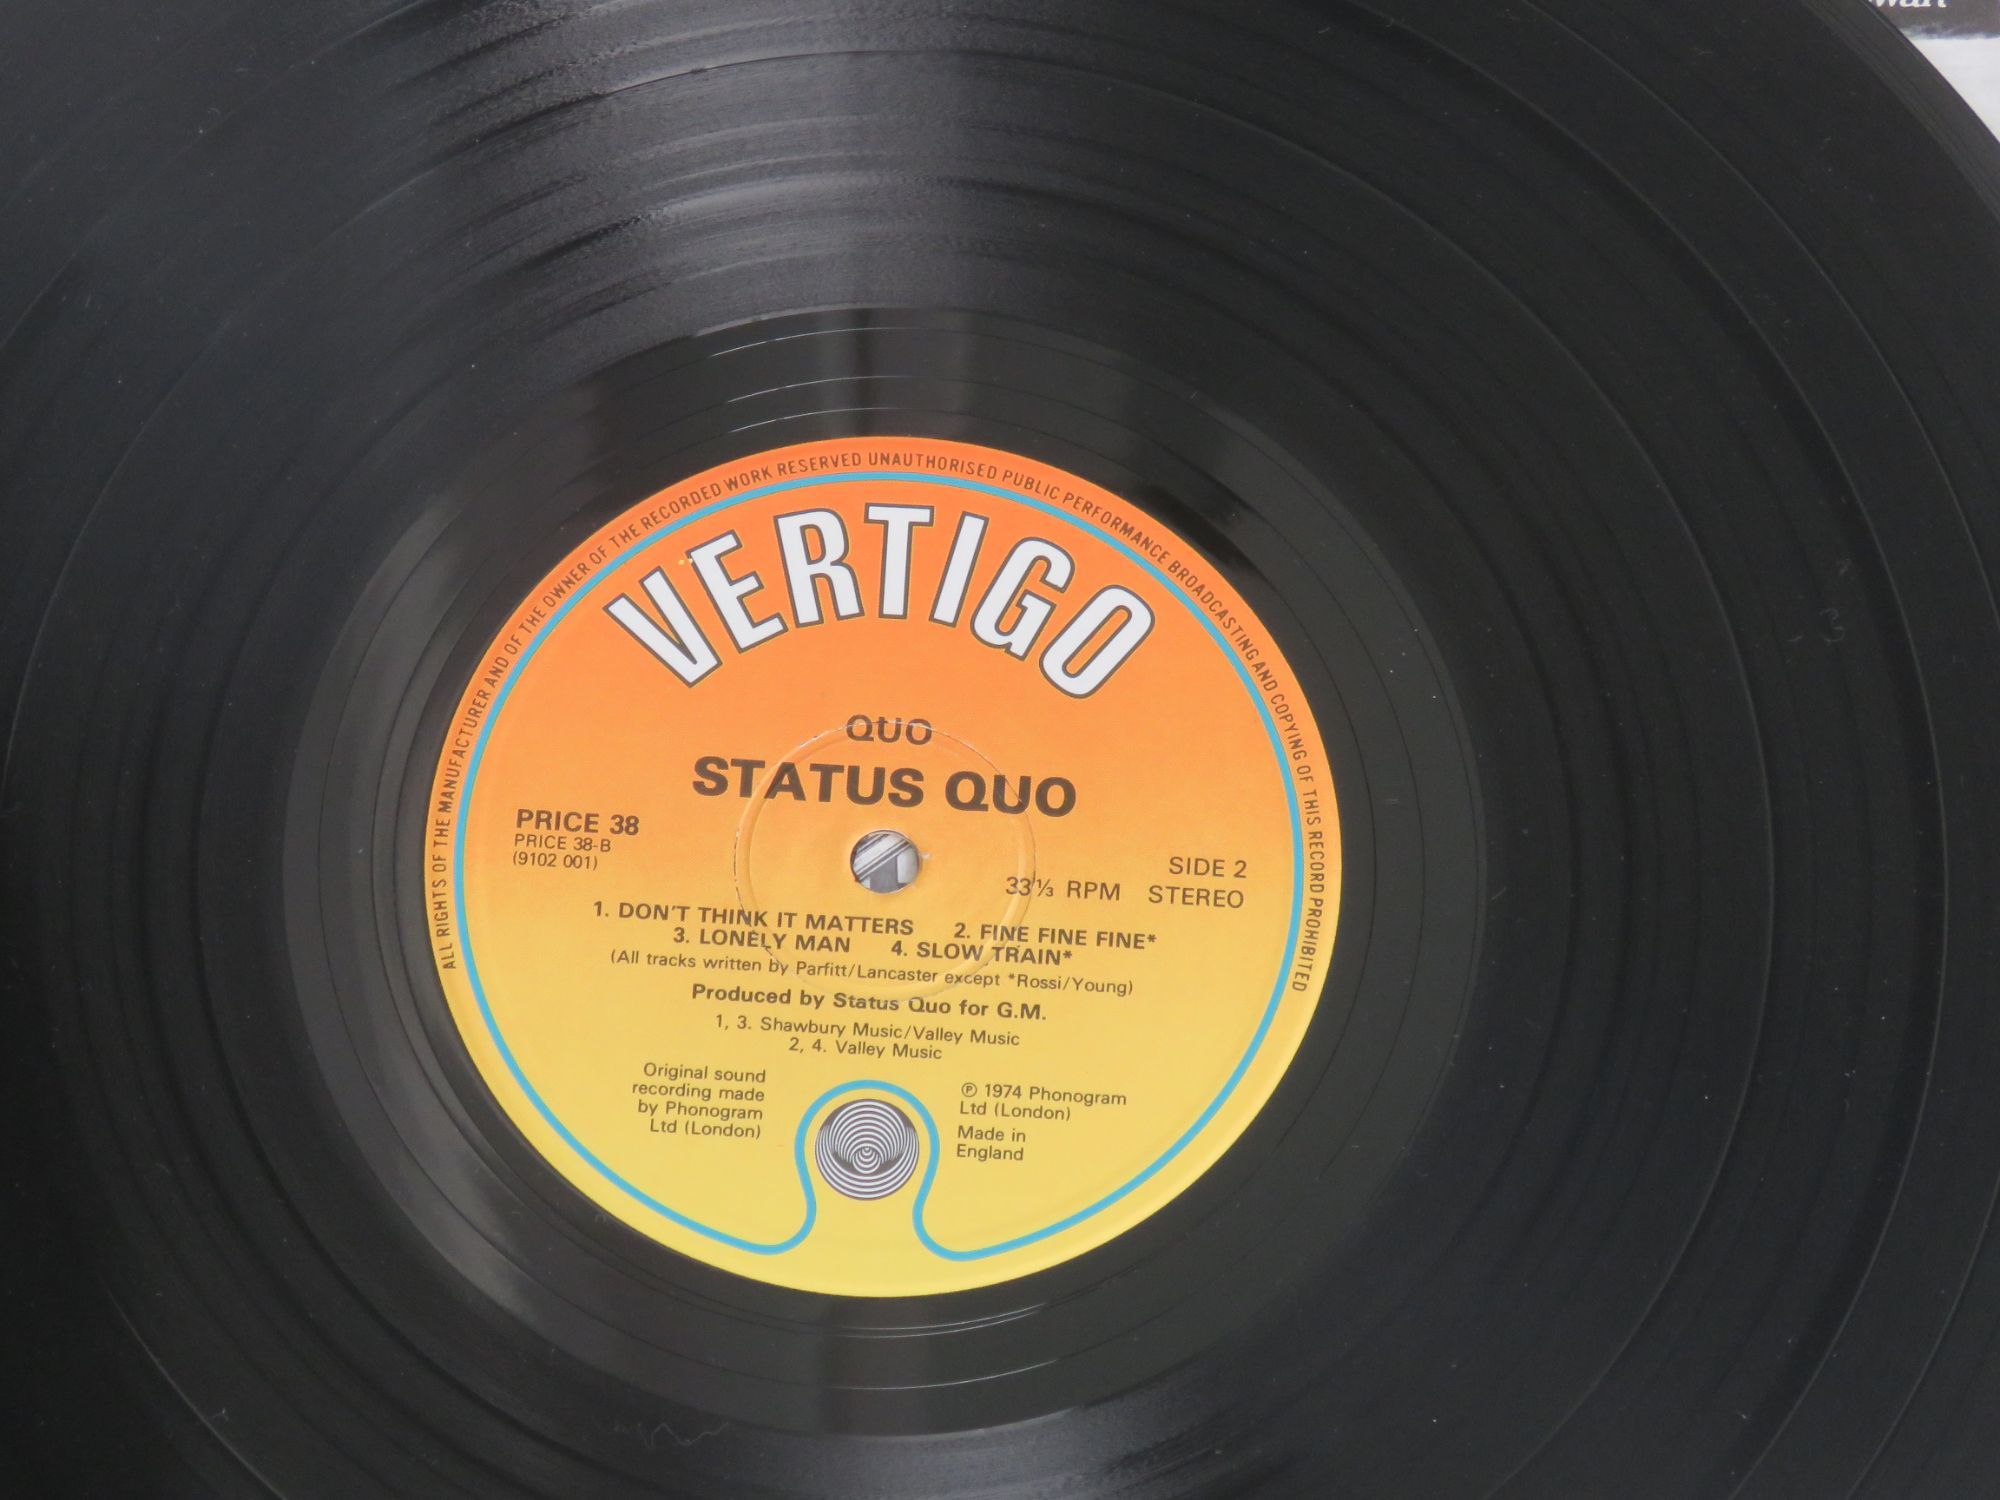 ALL RIGHTS OF THE MANUFACTURER AND OF THE OWNER OF THE RECORDED WORK RESERVED UNAUTHORISED PUBLIC PERFORMANCE BROADCASTING AND COPYING OF THIS RECORD PROHIBITED
VERTIGO
QUO
STATUS QUO
PRICE 38
PRICE 38-B
(9102 001)
SIDE 2
33⅓ RPM STEREO
1. DON'T THINK IT MATTERS 2. FINE FINE FINE*
3. LONELY MAN 4. SLOW TRAIN*
(All tracks written by Parfitt/Lancaster except *Rossi/Young)
Produced by Status Quo for G.M.
1, 3. Shawbury Music/Valley Music
2, 4. Valley Music
Original sound
recording made
by Phonogram
Ltd (London)
℗ 1974 Phonogram
Ltd (London)
Made in
England